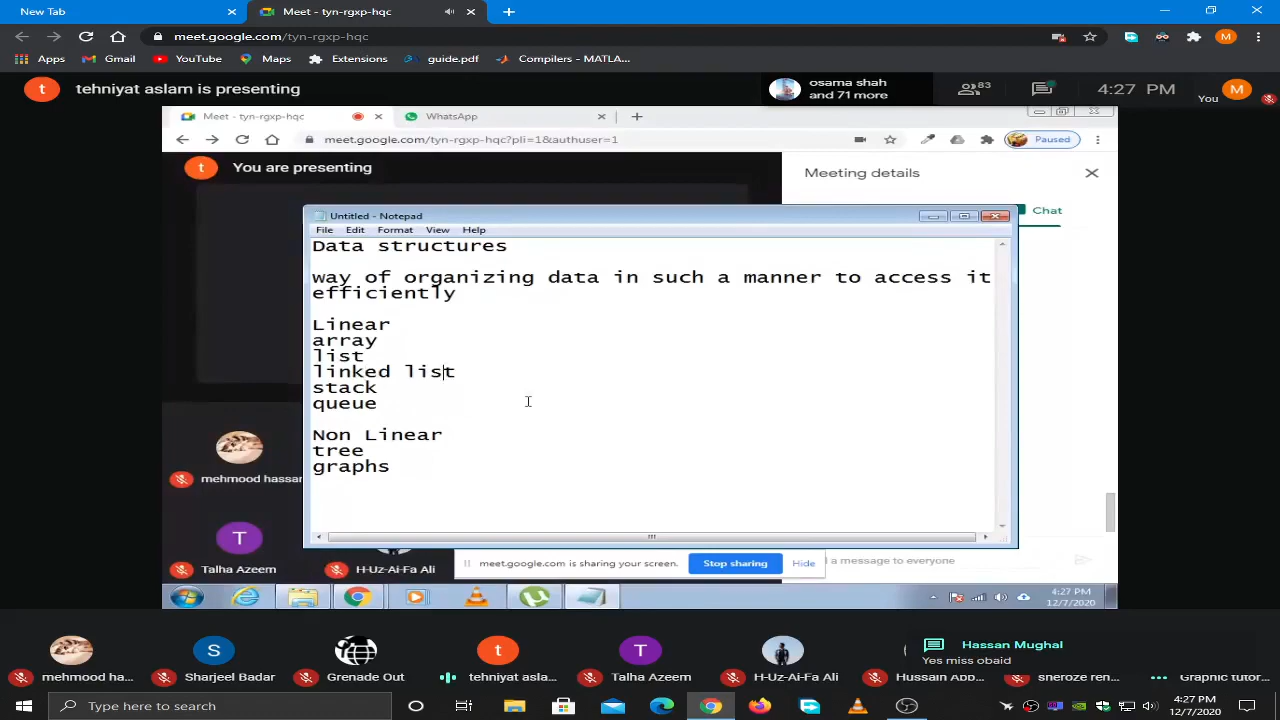 New Tab
Meet - tyn-rgxp-hqc
meet.google.com/tyn-rgxp-hqc
M
Apps
Gmail
YouTube
Maps
Extensions
guide.pdf
Compilers - MATLA...
t
tehniyat aslam is presenting
osama shah
and 71 more
83
4:27 PM
You
M
Meet - tyn-rgxp-hqc
WhatsApp
meet.google.com/tyn-rgxp-hqc?pli=1&authuser=1
Paused
t
You are presenting
Meeting details
Chat
Untitled - Notepad
File Edit Format View Help
Data structures
way of organizing data in such a manner to access it
efficiently
Linear
array
list
linked list
stack
queue
Non Linear
tree
graphs
mehmood hassan
T
Talha Azeem
H-UZ-Ai-Fa Ali
meet.google.com is sharing your screen.
Stop sharing
Hide
a message to everyone
4:27 PM
12/7/2020
S
t
T
Hassan Mughal
Yes miss obaid
mehmood ha...
Sharjeel Badar
Grenade Out
tehniyat aslam...
Talha Azeem
H-Uz-Ai-Fa Ali
Hussain Abb...
sheroze ren...
Graphic tutor...
Type here to search
4:27 PM
12/7/2020